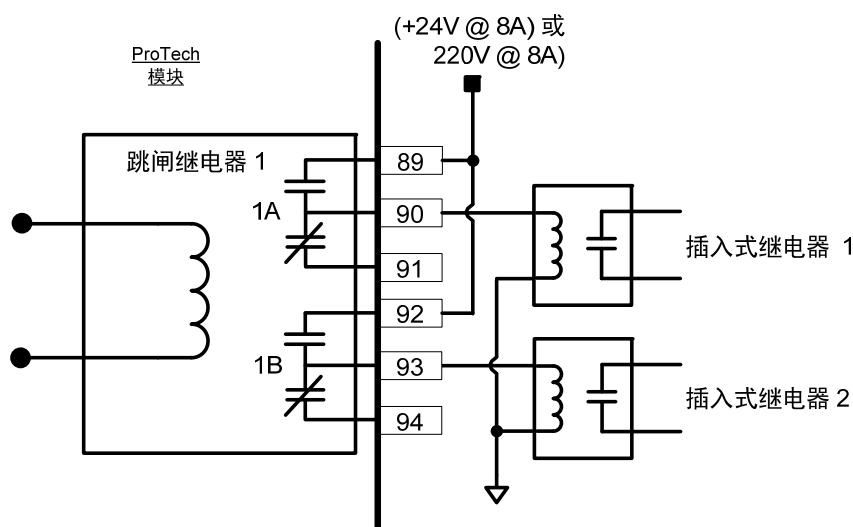 (+24V @ 8A) 或
220V @ 8A)
ProTech
模块
跳闸继电器 1
89
1A
90
91
插入式继电器 1
92
1B
93
94
插入式继电器 2